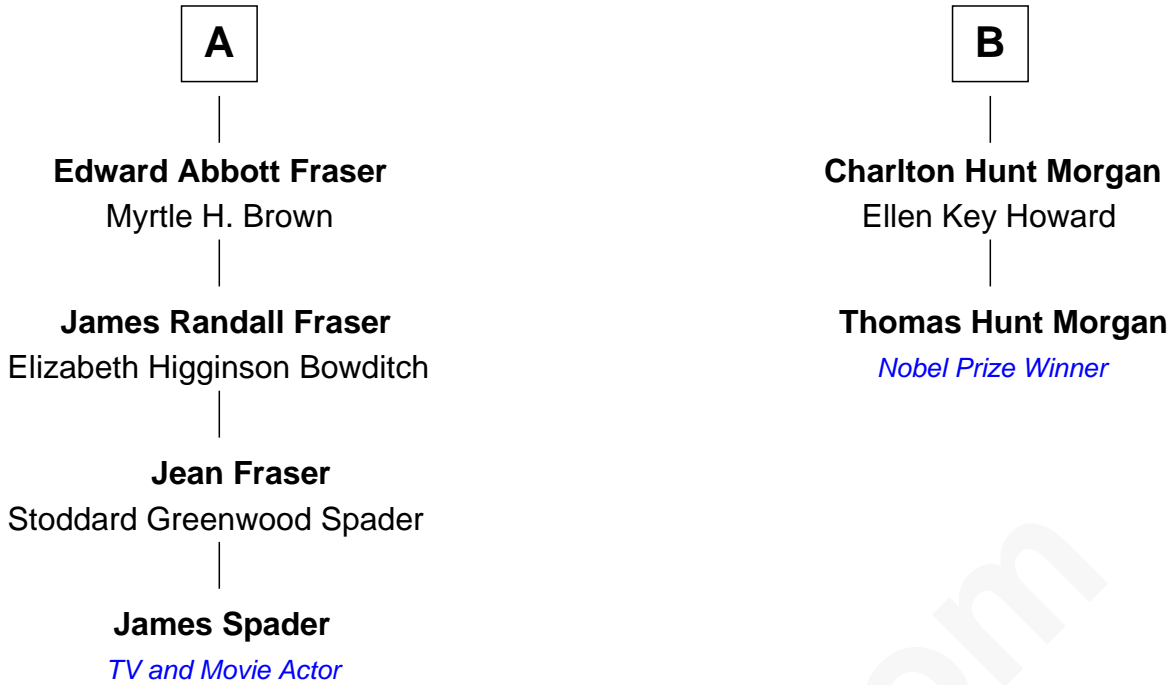 A
Edward Abbott Fraser
Myrtle H. Brown
James Randall Fraser
Elizabeth Higginson Bowditch
Jean Fraser
Stoddard Greenwood Spader
James Spader
TV and Movie Actor
B
Charlton Hunt Morgan
Ellen Key Howard
Thomas Hunt Morgan
Nobel Prize Winner
om